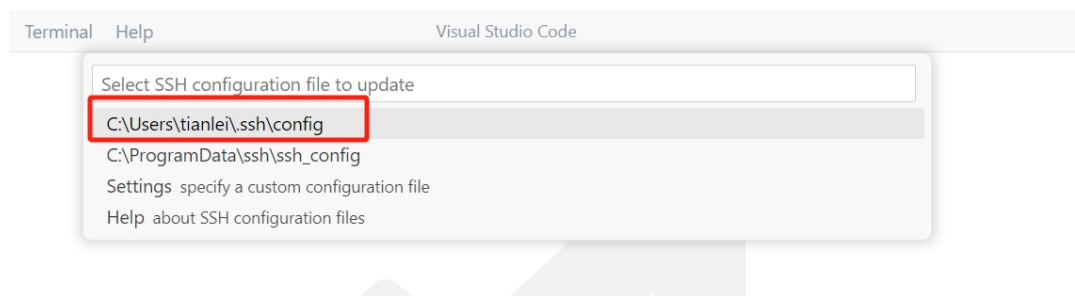 Terminal Help Visual Studio Code
Select SSH configuration file to update
C:\Users\tianlei\.ssh\config
C:\ProgramData\ssh\ssh_config
Settings specify a custom configuration file
Help about SSH configuration files